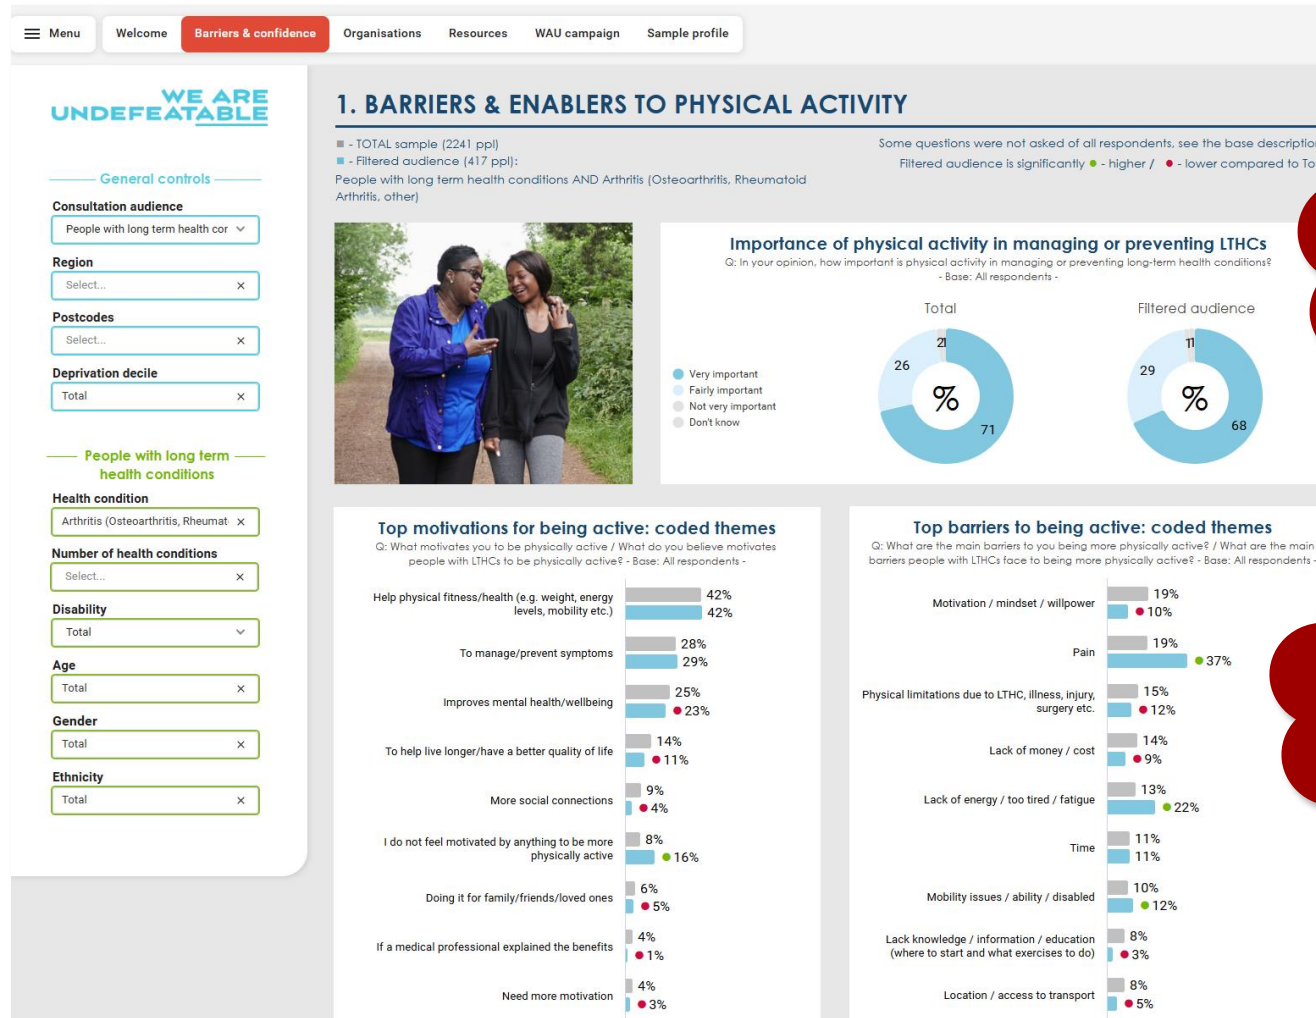 Menu
Welcome
Barriers & confidence
Organisations
Resources
WAU campaign
Sample profile
WE ARE
UNDEFEATABLE
General controls
Consultation audience
People with long term health cor
Region
Select...
Postcodes
Select...
Deprivation decile
Total
People with long term
health conditions
Health condition
Arthritis (Osteoarthritis, Rheumat
Number of health conditions
Select...
Disability
Total
Age
Total
Gender
Total
Ethnicity
Total
1. BARRIERS & ENABLERS TO PHYSICAL ACTIVITY
- TOTAL sample (2241 ppl)
- Filtered audience (417 ppl):
People with long term health conditions AND Arthritis (Osteoarthritis, Rheumatoid
Arthritis, other)
Some questions were not asked of all respondents, see the base description
Filtered audience is significantly - higher / - lower compared to To
Importance of physical activity in managing or preventing LTHCs
Q: In your opinion, how important is physical activity in managing or preventing long-term health conditions?
- Base: All respondents -
Total
Filtered audience
Very important
Fairly important
Not very important
Don't know
21
26
%
71
11
29
%
68
Top motivations for being active: coded themes
Q: What motivates you to be physically active / What do you believe motivates
people with LTHCs to be physically active? - Base: All respondents -
Help physical fitness/health (e.g. weight, energy
levels, mobility etc.)
42%
42%
To manage/prevent symptoms
28%
29%
Improves mental health/wellbeing
25%
23%
To help live longer/have a better quality of life
14%
11%
More social connections
9%
4%
I do not feel motivated by anything to be more
physically active
8%
16%
Doing it for family/friends/loved ones
6%
5%
If a medical professional explained the benefits
4%
1%
Need more motivation
4%
3%
Top barriers to being active: coded themes
Q: What are the main barriers to you being more physically active? / What are the main
barriers people with LTHCs face to being more physically active? - Base: All respondents -
Motivation / mindset / willpower
19%
10%
Pain
19%
37%
Physical limitations due to LTHC, illness, injury,
surgery etc.
15%
12%
Lack of money / cost
14%
9%
Lack of energy / too tired / fatigue
13%
22%
Time
11%
11%
Mobility issues / ability / disabled
10%
12%
Lack knowledge / information / education
(where to start and what exercises to do)
8%
3%
Location / access to transport
8%
5%